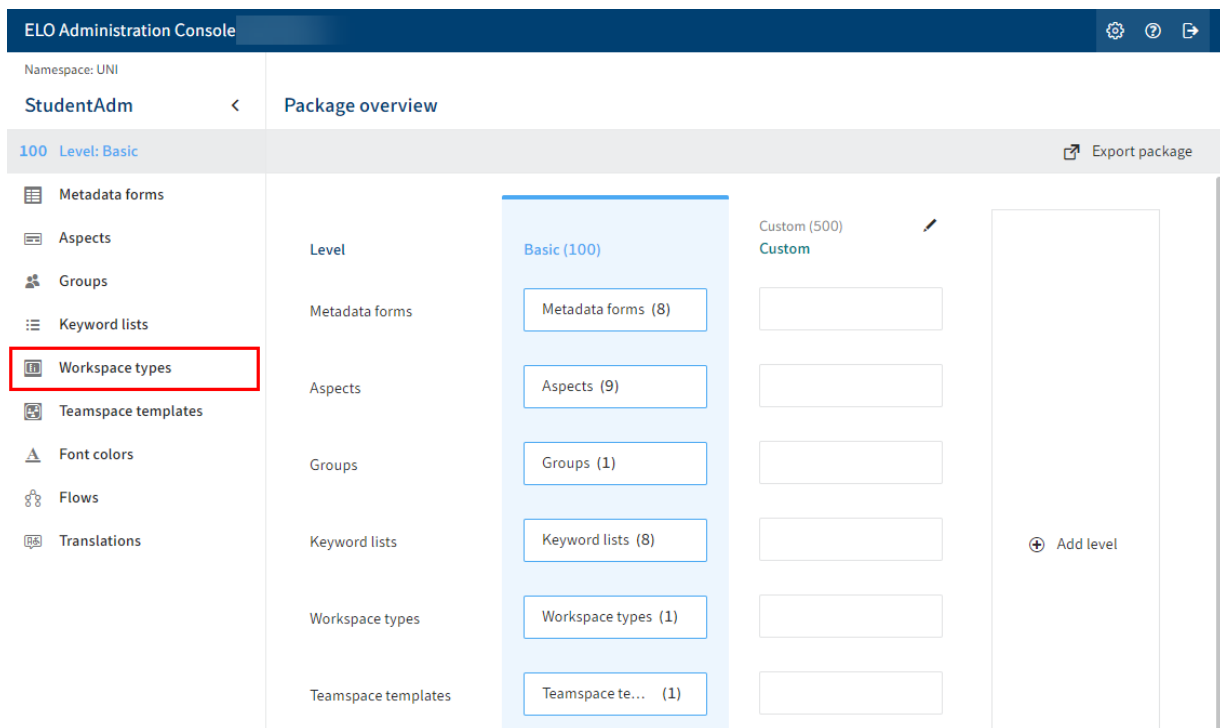 ELO Administration Console
Namespace: UNI
StudentAdm
Package overview
100 Level: Basic
Export package
Metadata forms
Aspects
Groups
Keyword lists
Workspace types
Teamspace templates
Font colors
Flows
Translations
Level
Basic (100)
Custom (500)
Custom
Metadata forms
Metadata forms (8)
Aspects
Aspects (9)
Groups
Groups (1)
Keyword lists
Keyword lists (8)
Add level
Workspace types
Workspace types (1)
Teamspace templates
Teamspace te... (1)